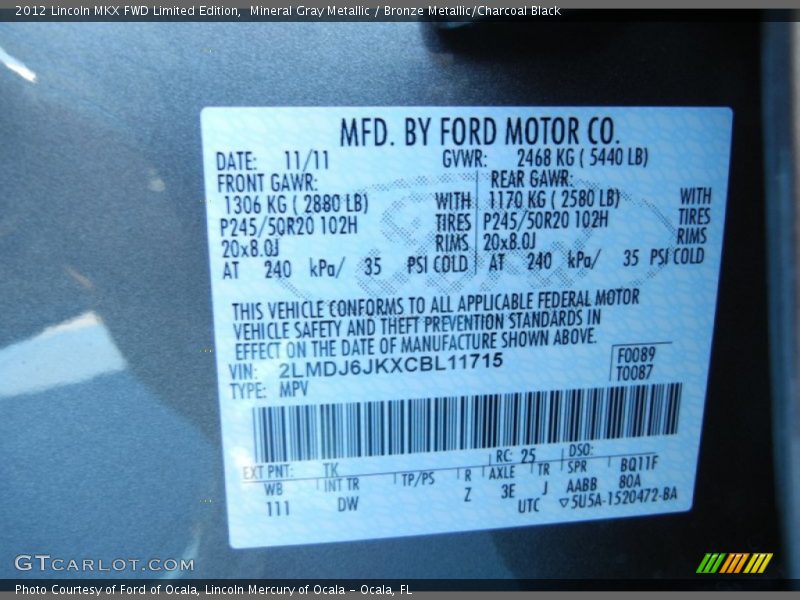 2012 Lincoln MKX FWD Limited Edition,  Mineral Gray Metallic / Bronze Metallic/Charcoal Black
MFD. BY FORD MOTOR CO.
DATE: 11/11 GVWR: 2468 KG ( 5440 LB)
FRONT GAWR: REAR GAWR:
1306 KG ( 2880 LB) WITH 1170 KG ( 2580 LB) WITH
P245/50R20 102H TIRES P245/50R20 102H TIRES
20x8.0J RIMS 20x8.0J RIMS
AT 240 kPa/ 35 PSI COLD AT 240 kPa/ 35 PSI COLD
THIS VEHICLE CONFORMS TO ALL APPLICABLE FEDERAL MOTOR
VEHICLE SAFETY AND THEFT PREVENTION STANDARDS IN
EFFECT ON THE DATE OF MANUFACTURE SHOWN ABOVE.
VIN: 2LMDJ6JKXCBL11715 F0089
TYPE: MPV T0087
EXT PNT: TK RC: 25 DSO:
WB INT TR TP/PS R AXLE TR SPR BQ11F
111 DW Z 3E J AABB 80A
UTC ▽5U5A-1520472-BA
GTCARLOT.COM
Photo Courtesy of Ford of Ocala, Lincoln Mercury of Ocala – Ocala, FL